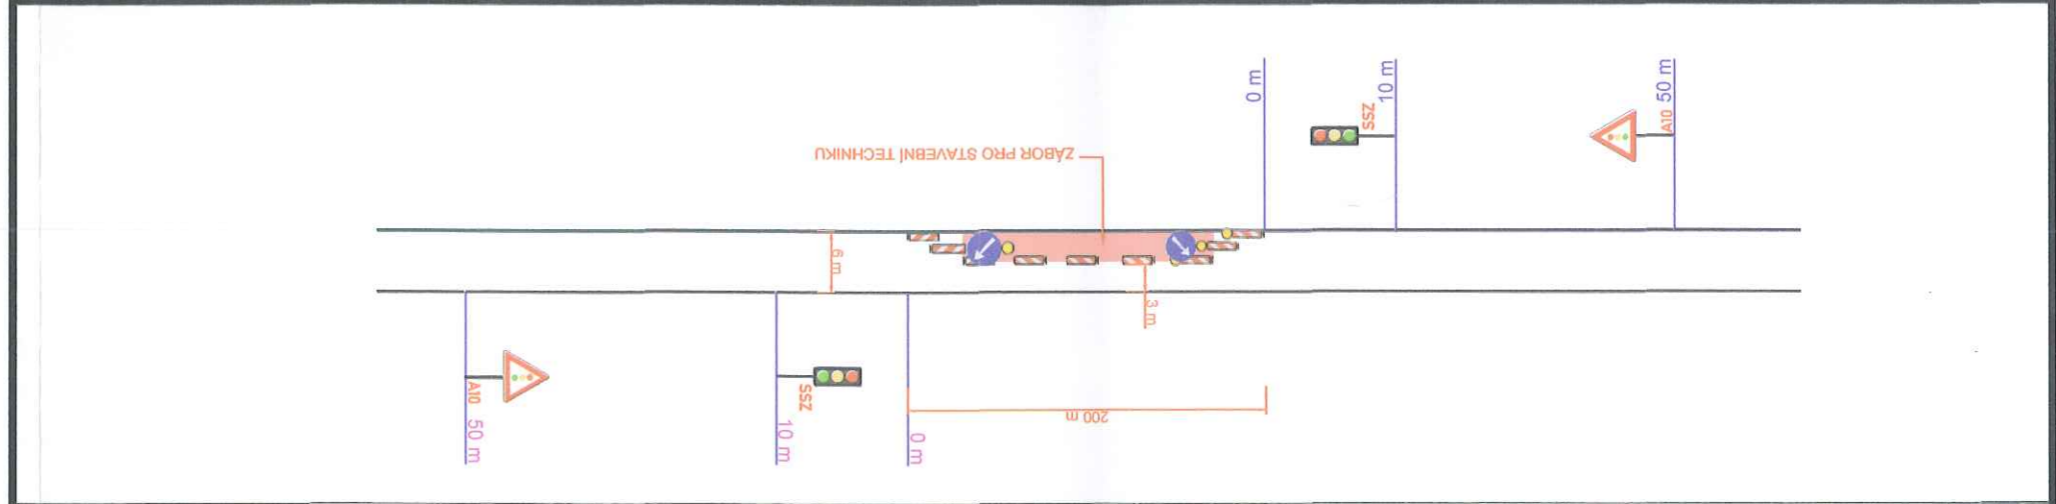 0 m
10 m
SSZ
50 m
A10
ZÁBOR PRO STAVEBNÍ TECHNIKU
6 m
3 m
A10
50 m
SSZ
10 m
0 m
200 m